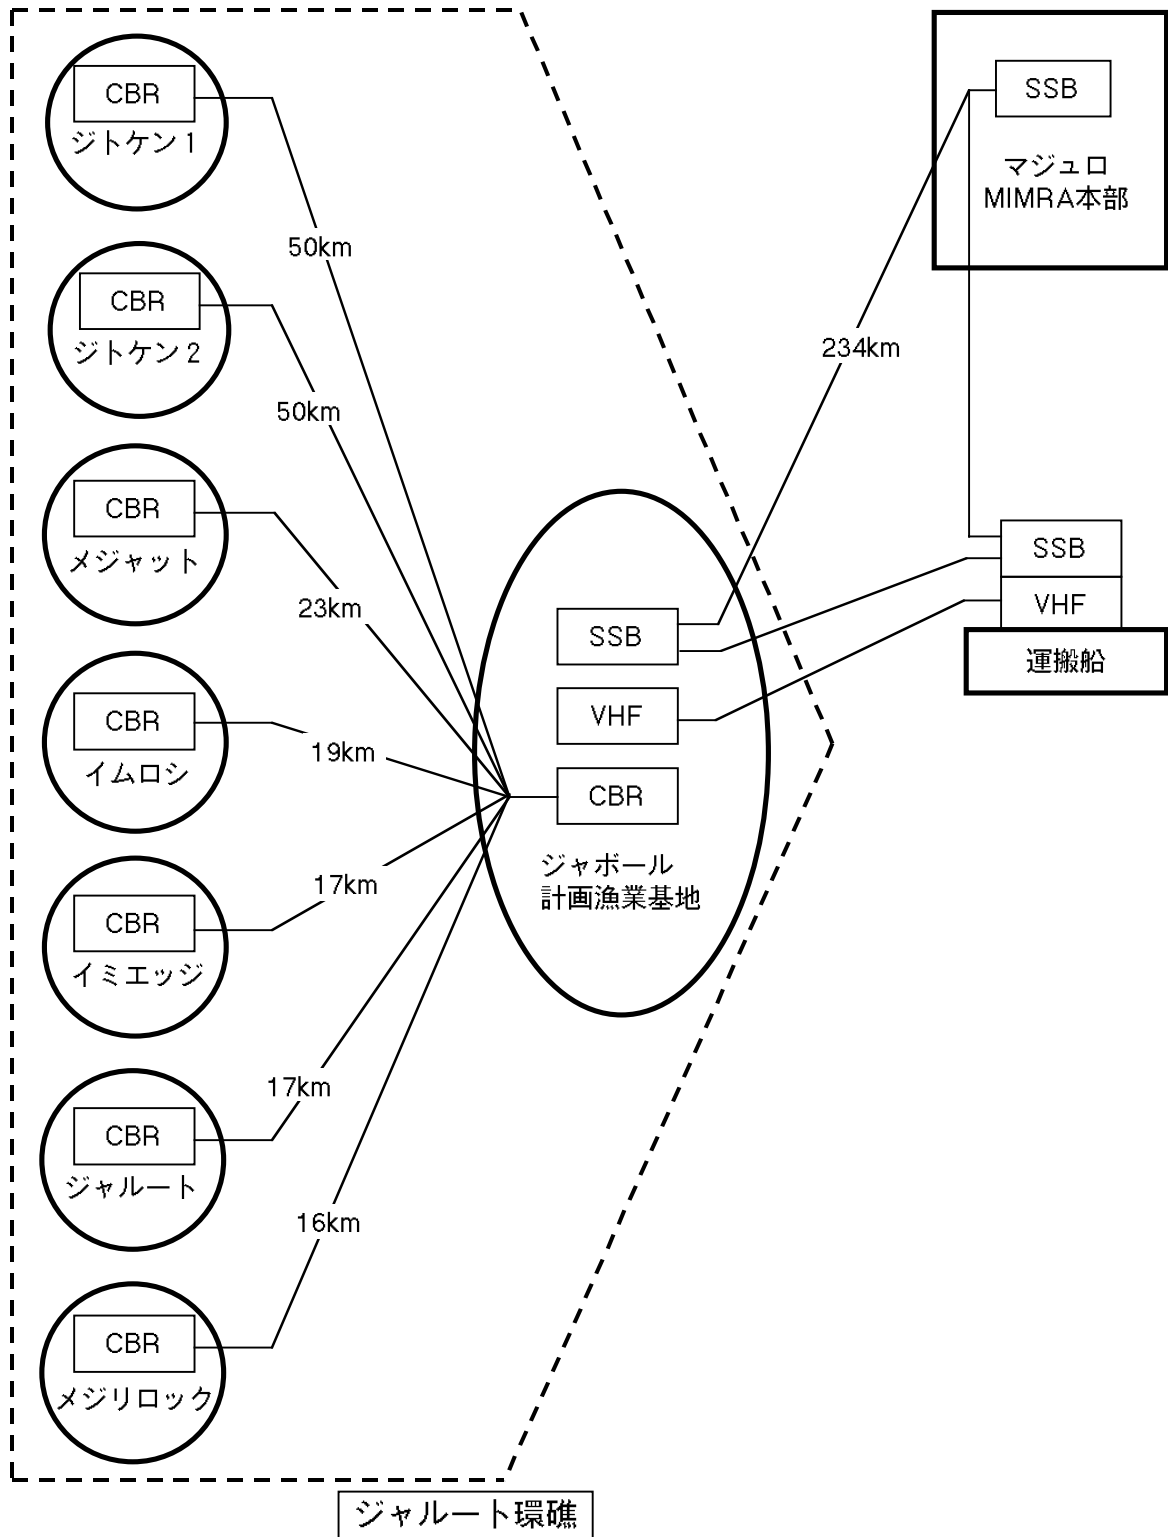 CBR
ジトケン１
50km
CBR
ジトケン２
50km
CBR
メジャット
23km
CBR
イムロシ
19km
CBR
イミエッジ
17km
CBR
ジャルート
17km
CBR
メジリロック
16km
SSB
VHF
CBR
ジャボール
計画漁業基地
234km
SSB
マジュロ
MIMRA本部
SSB
VHF
運搬船
ジャルート環礁